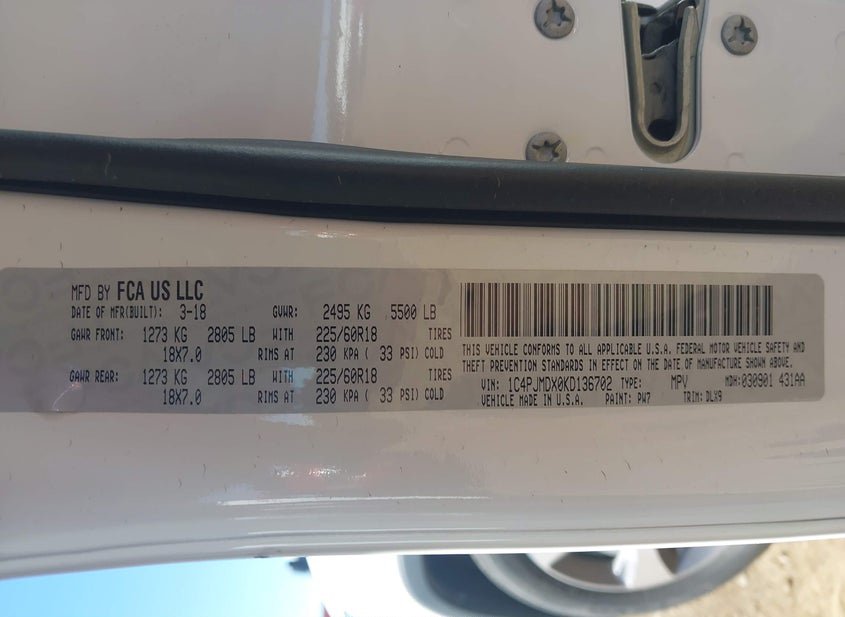 MFD BY FCA US LLC
DATE OF MFR(BUILT): 3-18 GVWR: 2495 KG 5500 LB
GAWR FRONT: 1273 KG 2805 LB WITH 225/60R18 TIRES
18X7.0 RIMS AT 230 KPA ( 33 PSI) COLD
GAWR REAR: 1273 KG 2805 LB WITH 225/60R18 TIRES
18X7.0 RIMS AT 230 KPA ( 33 PSI) COLD
THIS VEHICLE CONFORMS TO ALL APPLICABLE U.S.A. FEDERAL MOTOR VEHICLE SAFETY AND
THEFT PREVENTION STANDARDS IN EFFECT ON THE DATE OF MANUFACTURE SHOWN ABOVE.
VIN: 1C4PJMDX0KD136702 TYPE: MPV MDH:030901 431AA
VEHICLE MADE IN U.S.A. PAINT: PW7 TRIM: DLX9